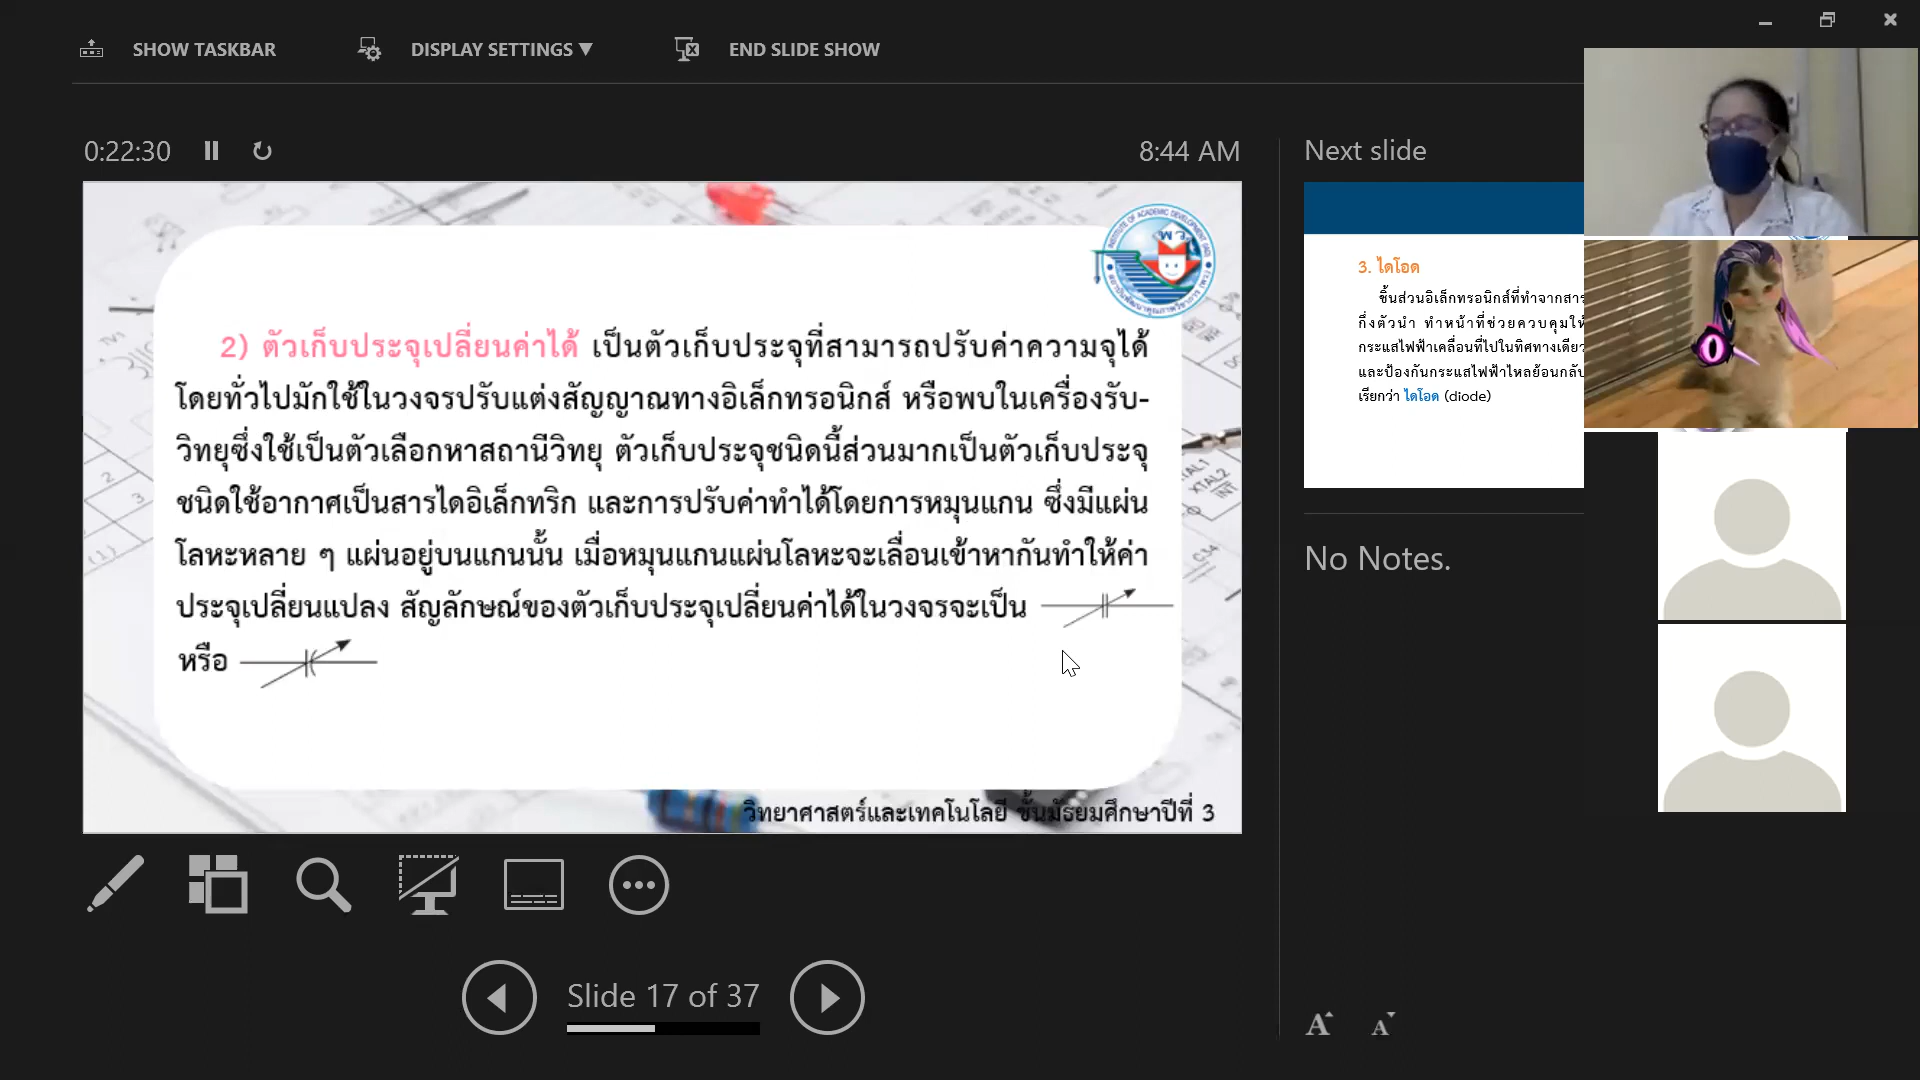 SHOW TASKBAR
DISPLAY SETTINGS ▼
END SLIDE SHOW
0:22:30
8:44 AM
Next slide
2) ตัวเก็บประจุเปลี่ยนค่าได้ เป็นตัวเก็บประจุที่สามารถปรับค่าความจุได้
โดยทั่วไปมักใช้ในวงจรปรับแต่งสัญญาณทางอิเล็กทรอนิกส์ หรือพบในเครื่องรับ-
วิทยุซึ่งใช้เป็นตัวเลือกหาสถานีวิทยุ ตัวเก็บประจุชนิดนี้ส่วนมากเป็นตัวเก็บประจุ
ชนิดใช้อากาศเป็นสารไดอิเล็กทริก และการปรับค่าทำได้โดยการหมุนแกน ซึ่งมีแผ่น
โลหะหลาย ๆ แผ่นอยู่บนแกนนั้น เมื่อหมุนแกนแผ่นโลหะจะเลื่อนเข้าหากันทำให้ค่า
ประจุเปลี่ยนแปลง สัญลักษณ์ของตัวเก็บประจุเปลี่ยนค่าได้ในวงจรจะเป็น
หรือ
วิทยาศาสตร์และเทคโนโลยี ชั้นมัธยมศึกษาปีที่ 3
พว.
INSTITUTE OF ACADEMIC DEVELOPMENT
XTAL1
XTAL2
INT
C34
3. ไดโอด
ชิ้นส่วนอิเล็กทรอนิกส์ที่ทำจากสาร
กึ่งตัวนำ ทำหน้าที่ช่วยควบคุมให้
กระแสไฟฟ้าเคลื่อนที่ไปในทิศทางเดียว
และป้องกันกระแสไฟฟ้าไหลย้อนกลับ
เรียกว่า ไดโอด (diode)
No Notes.
Slide 17 of 37
A A